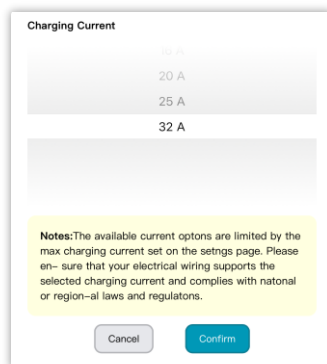 Charging Current
15 A
20 A
25 A
32 A
Notes:The available current optons are limited by the
max charging current set on the setngs page. Please
en- sure that your electrical wiring supports the
selected charging current and complies with natonal
or region-al laws and regulatons.
Cancel
Confirm